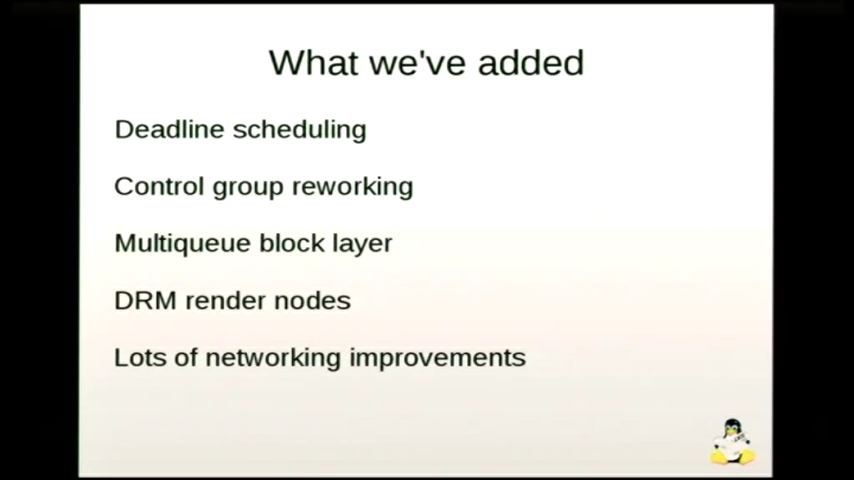 What we've added
Deadline scheduling
Control group reworking
Multiqueue block layer
DRM render nodes
Lots of networking improvements